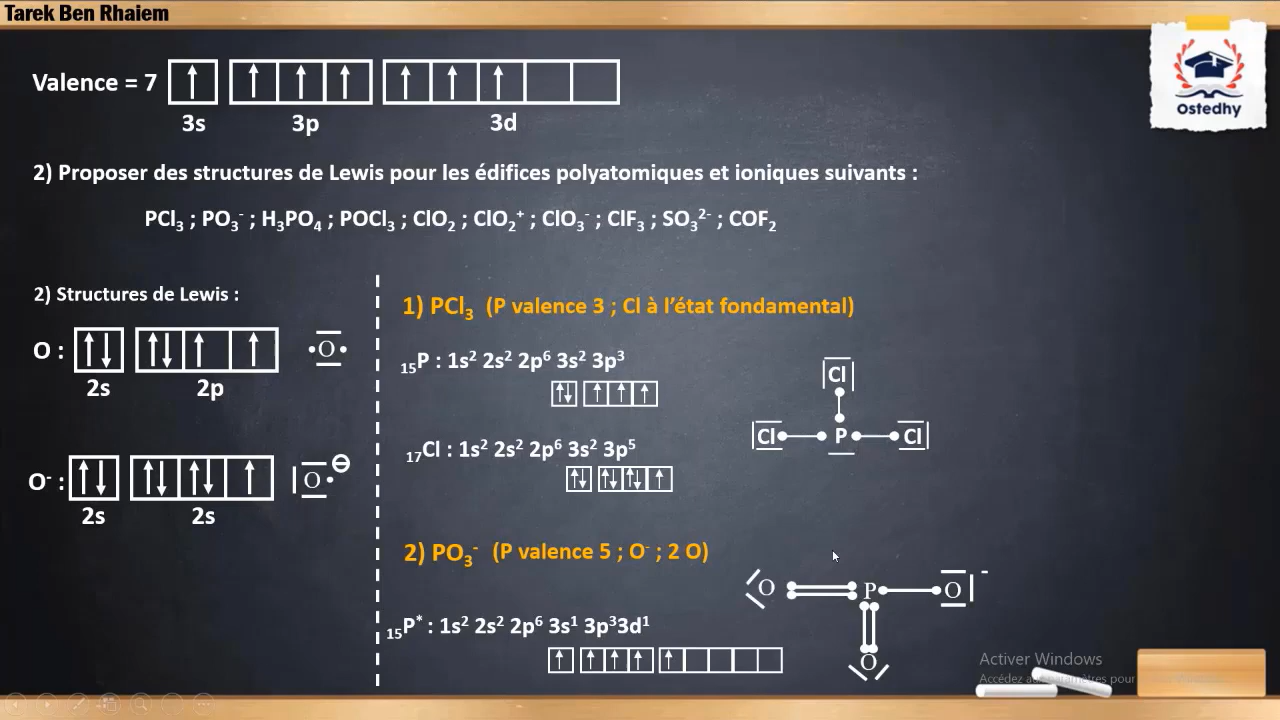 Tarek Ben Rhaiem
Ostedhy
Valence = 7
3s 3p 3d
2) Proposer des structures de Lewis pour les édifices polyatomiques et ioniques suivants :
PCl₃ ; PO₃⁻ ; H₃PO₄ ; POCl₃ ; ClO₂ ; ClO₂⁺ ; ClO₃⁻ ; ClF₃ ; SO₃²⁻ ; COF₂
2) Structures de Lewis :
O :
2s 2p
•O•
O⁻ :
2s 2s
O• ⊖
1) PCl₃ (P valence 3 ; Cl à l'état fondamental)
₁₅P : 1s² 2s² 2p⁶ 3s² 3p³
₁₇Cl : 1s² 2s² 2p⁶ 3s² 3p⁵
Cl
Cl P Cl
2) PO₃⁻ (P valence 5 ; O⁻ ; 2 O)
₁₅P* : 1s² 2s² 2p⁶ 3s¹ 3p³3d¹
O P O -
O
Activer Windows